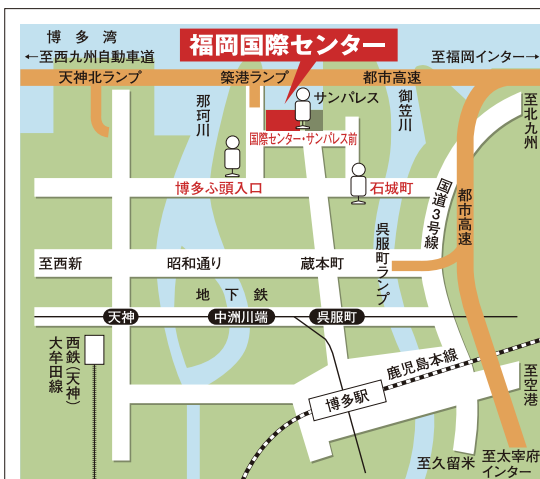 博多湾
福岡国際センター
←至西九州自動車道
至福岡インター→
天神北ランプ
築港ランプ
都市高速
那珂川
サンパレス
御笠川
至北九州
国際センター・サンパレス前
博多ふ頭入口
石城町
国道3号線
都市高速
至西新
昭和通り
蔵本町
呉服町ランプ
地下鉄
天神
中洲川端
呉服町
西鉄(天神)
大牟田線
鹿児島本線
博多駅
至空港
至久留米
至太宰府
インター